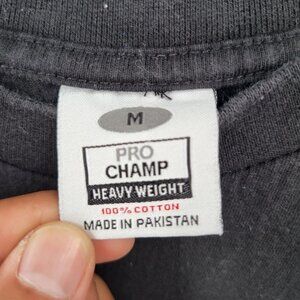 M
PRO
CHAMP
HEAVY WEIGHT
100% COTTON
MADE IN PAKISTAN